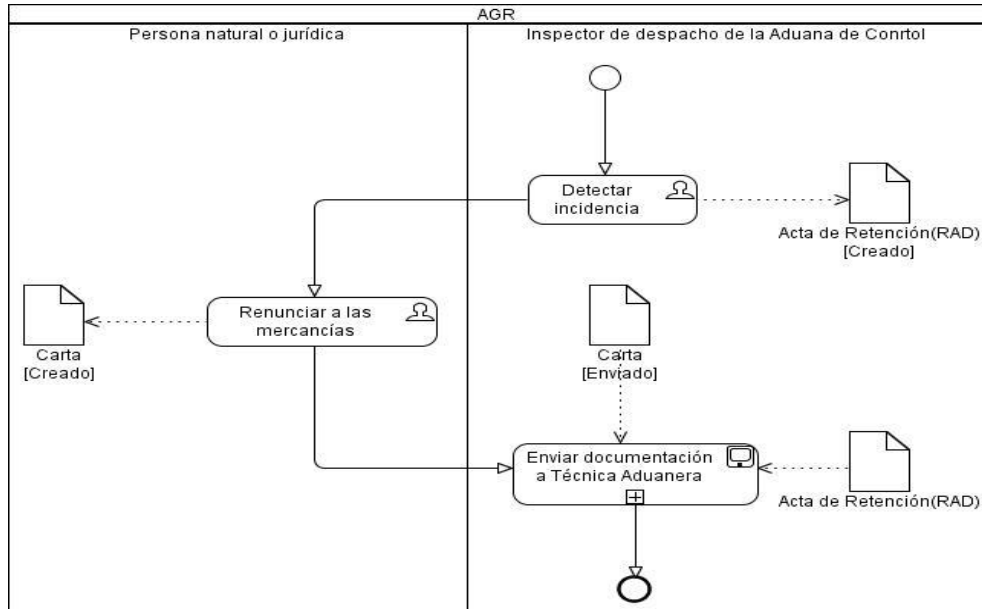 AGR
Persona natural o jurídica
Inspector de despacho de la Aduana de Conrtol
Detectar
incidencia
Acta de Retención(RAD)
[Creado]
Renunciar a las
mercancías
Carta
[Creado]
Carta
[Enviado]
Enviar documentación
a Técnica Aduanera
Acta de Retención(RAD)